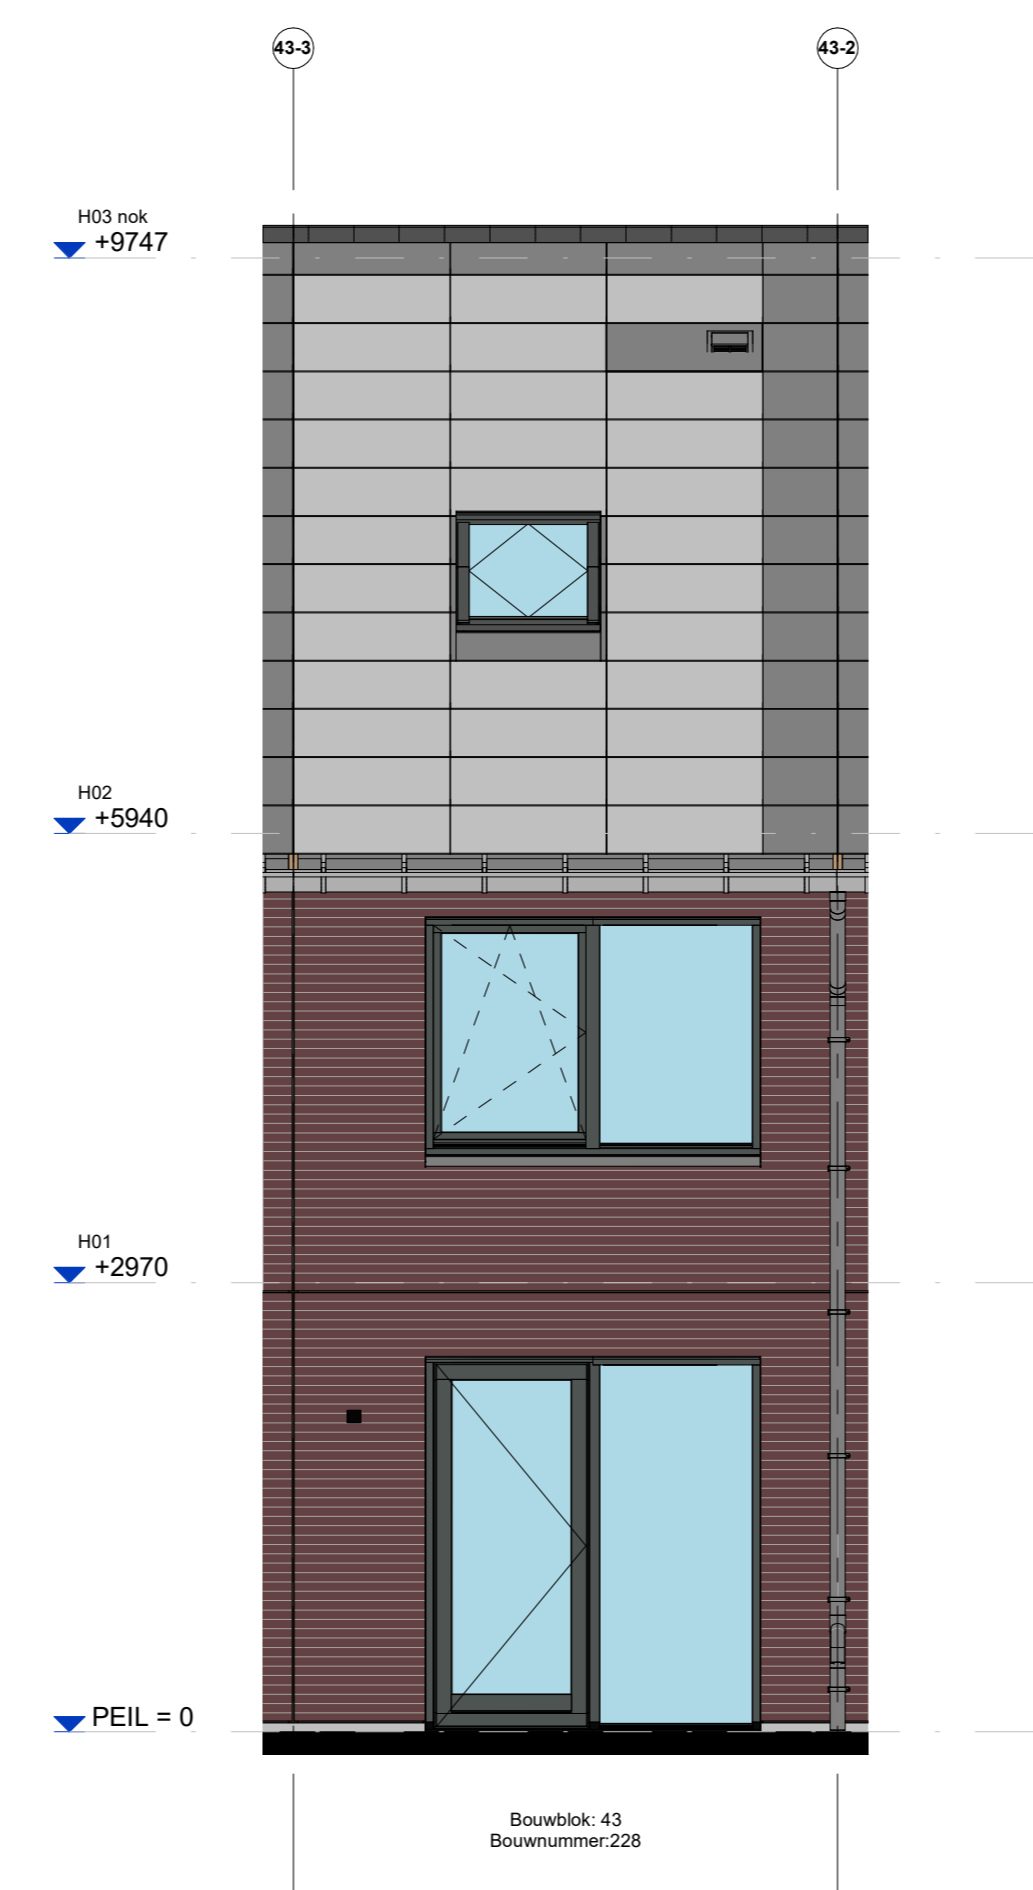 43-3
43-2
H03 nok
+9747
H02
+5940
H01
+2970
PEIL = 0
Bouwblok: 43
Bouwnummer:228